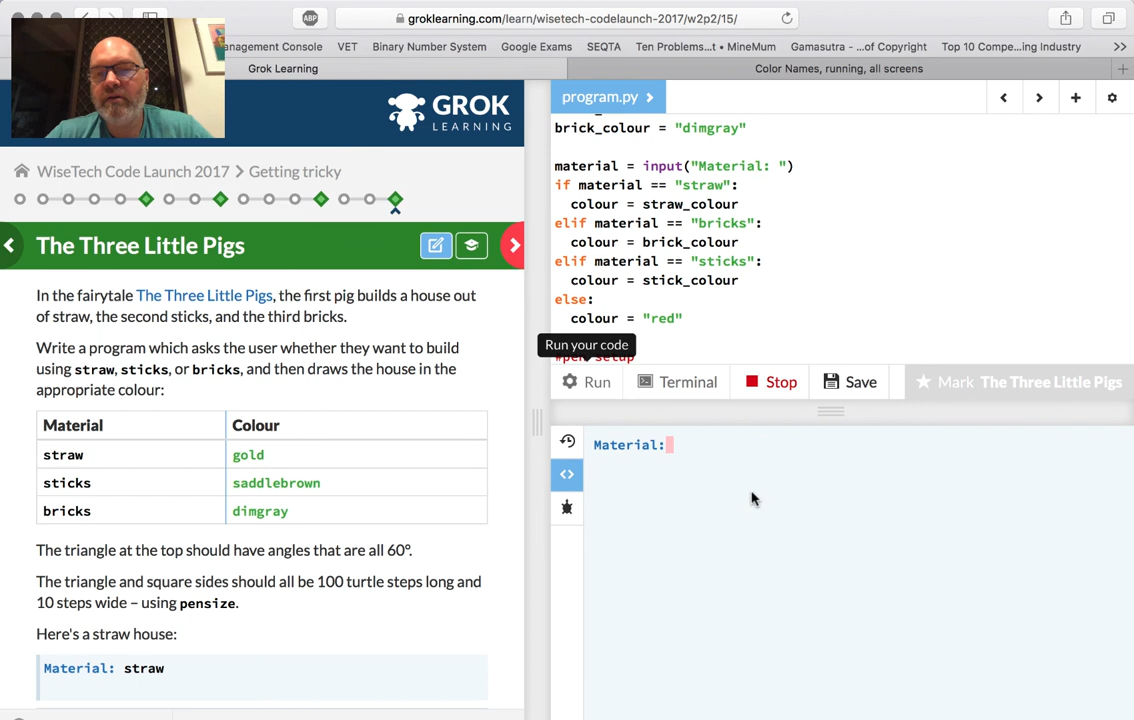 groklearning.com/learn/wisetech-codelaunch-2017/w2p2/15/
ABP
anagement Console VET Binary Number System Google Exams SEQTA Ten Problems...t • MineMum Gamasutra - ...of Copyright Top 10 Compe...ing Industry >>
Grok Learning Color Names, running, all screens +
GROK
LEARNING
WiseTech Code Launch 2017 > Getting tricky
The Three Little Pigs
In the fairytale The Three Little Pigs, the first pig builds a house out
of straw, the second sticks, and the third bricks.
Write a program which asks the user whether they want to build
using straw, sticks, or bricks, and then draws the house in the
appropriate colour:
Material Colour
straw gold
sticks saddlebrown
bricks dimgray
The triangle at the top should have angles that are all 60°.
The triangle and square sides should all be 100 turtle steps long and
10 steps wide – using pensize.
Here's a straw house:
Material: straw
program.py >
brick_colour = "dimgray"
material = input("Material: ")
if material == "straw":
colour = straw_colour
elif material == "bricks":
colour = brick_colour
elif material == "sticks":
colour = stick_colour
else:
colour = "red"
Run your code
#pen setup
Run Terminal Stop Save Mark The Three Little Pigs
Material: